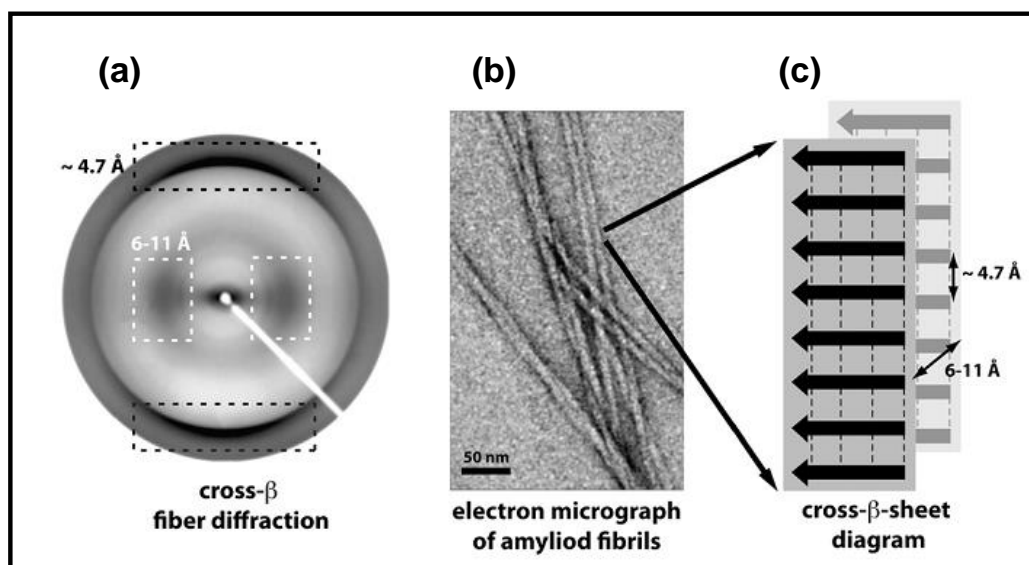 (a)
(b)
(c)
~ 4.7 Å
6-11 Å
50 nm
~ 4.7 Å
6-11 Å
cross-β
fiber diffraction
electron micrograph
of amyliod fibrils
cross-β-sheet
diagram